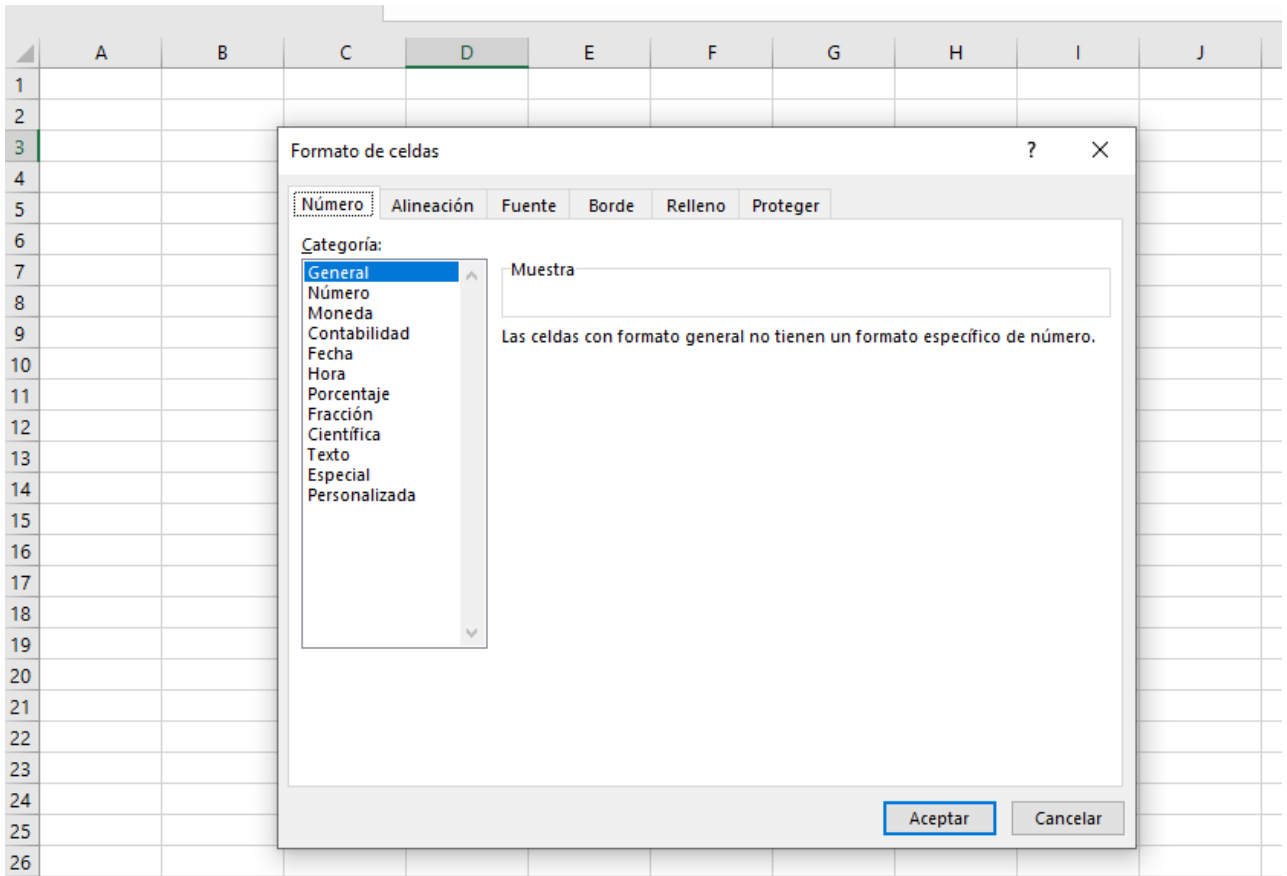 A B C D E F G H I J
1
2
3
Formato de celdas ? X
4
5
Número Alineación Fuente Borde Relleno Proteger
6
Categoría:
7
General Muestra
8
Número
Moneda
9
Contabilidad Las celdas con formato general no tienen un formato específico de número.
10
Fecha
Hora
11
Porcentaje
12
Fracción
Científica
13
Texto
14
Especial
Personalizada
15
16
17
18
19
20
21
22
23
24
25
Aceptar Cancelar
26